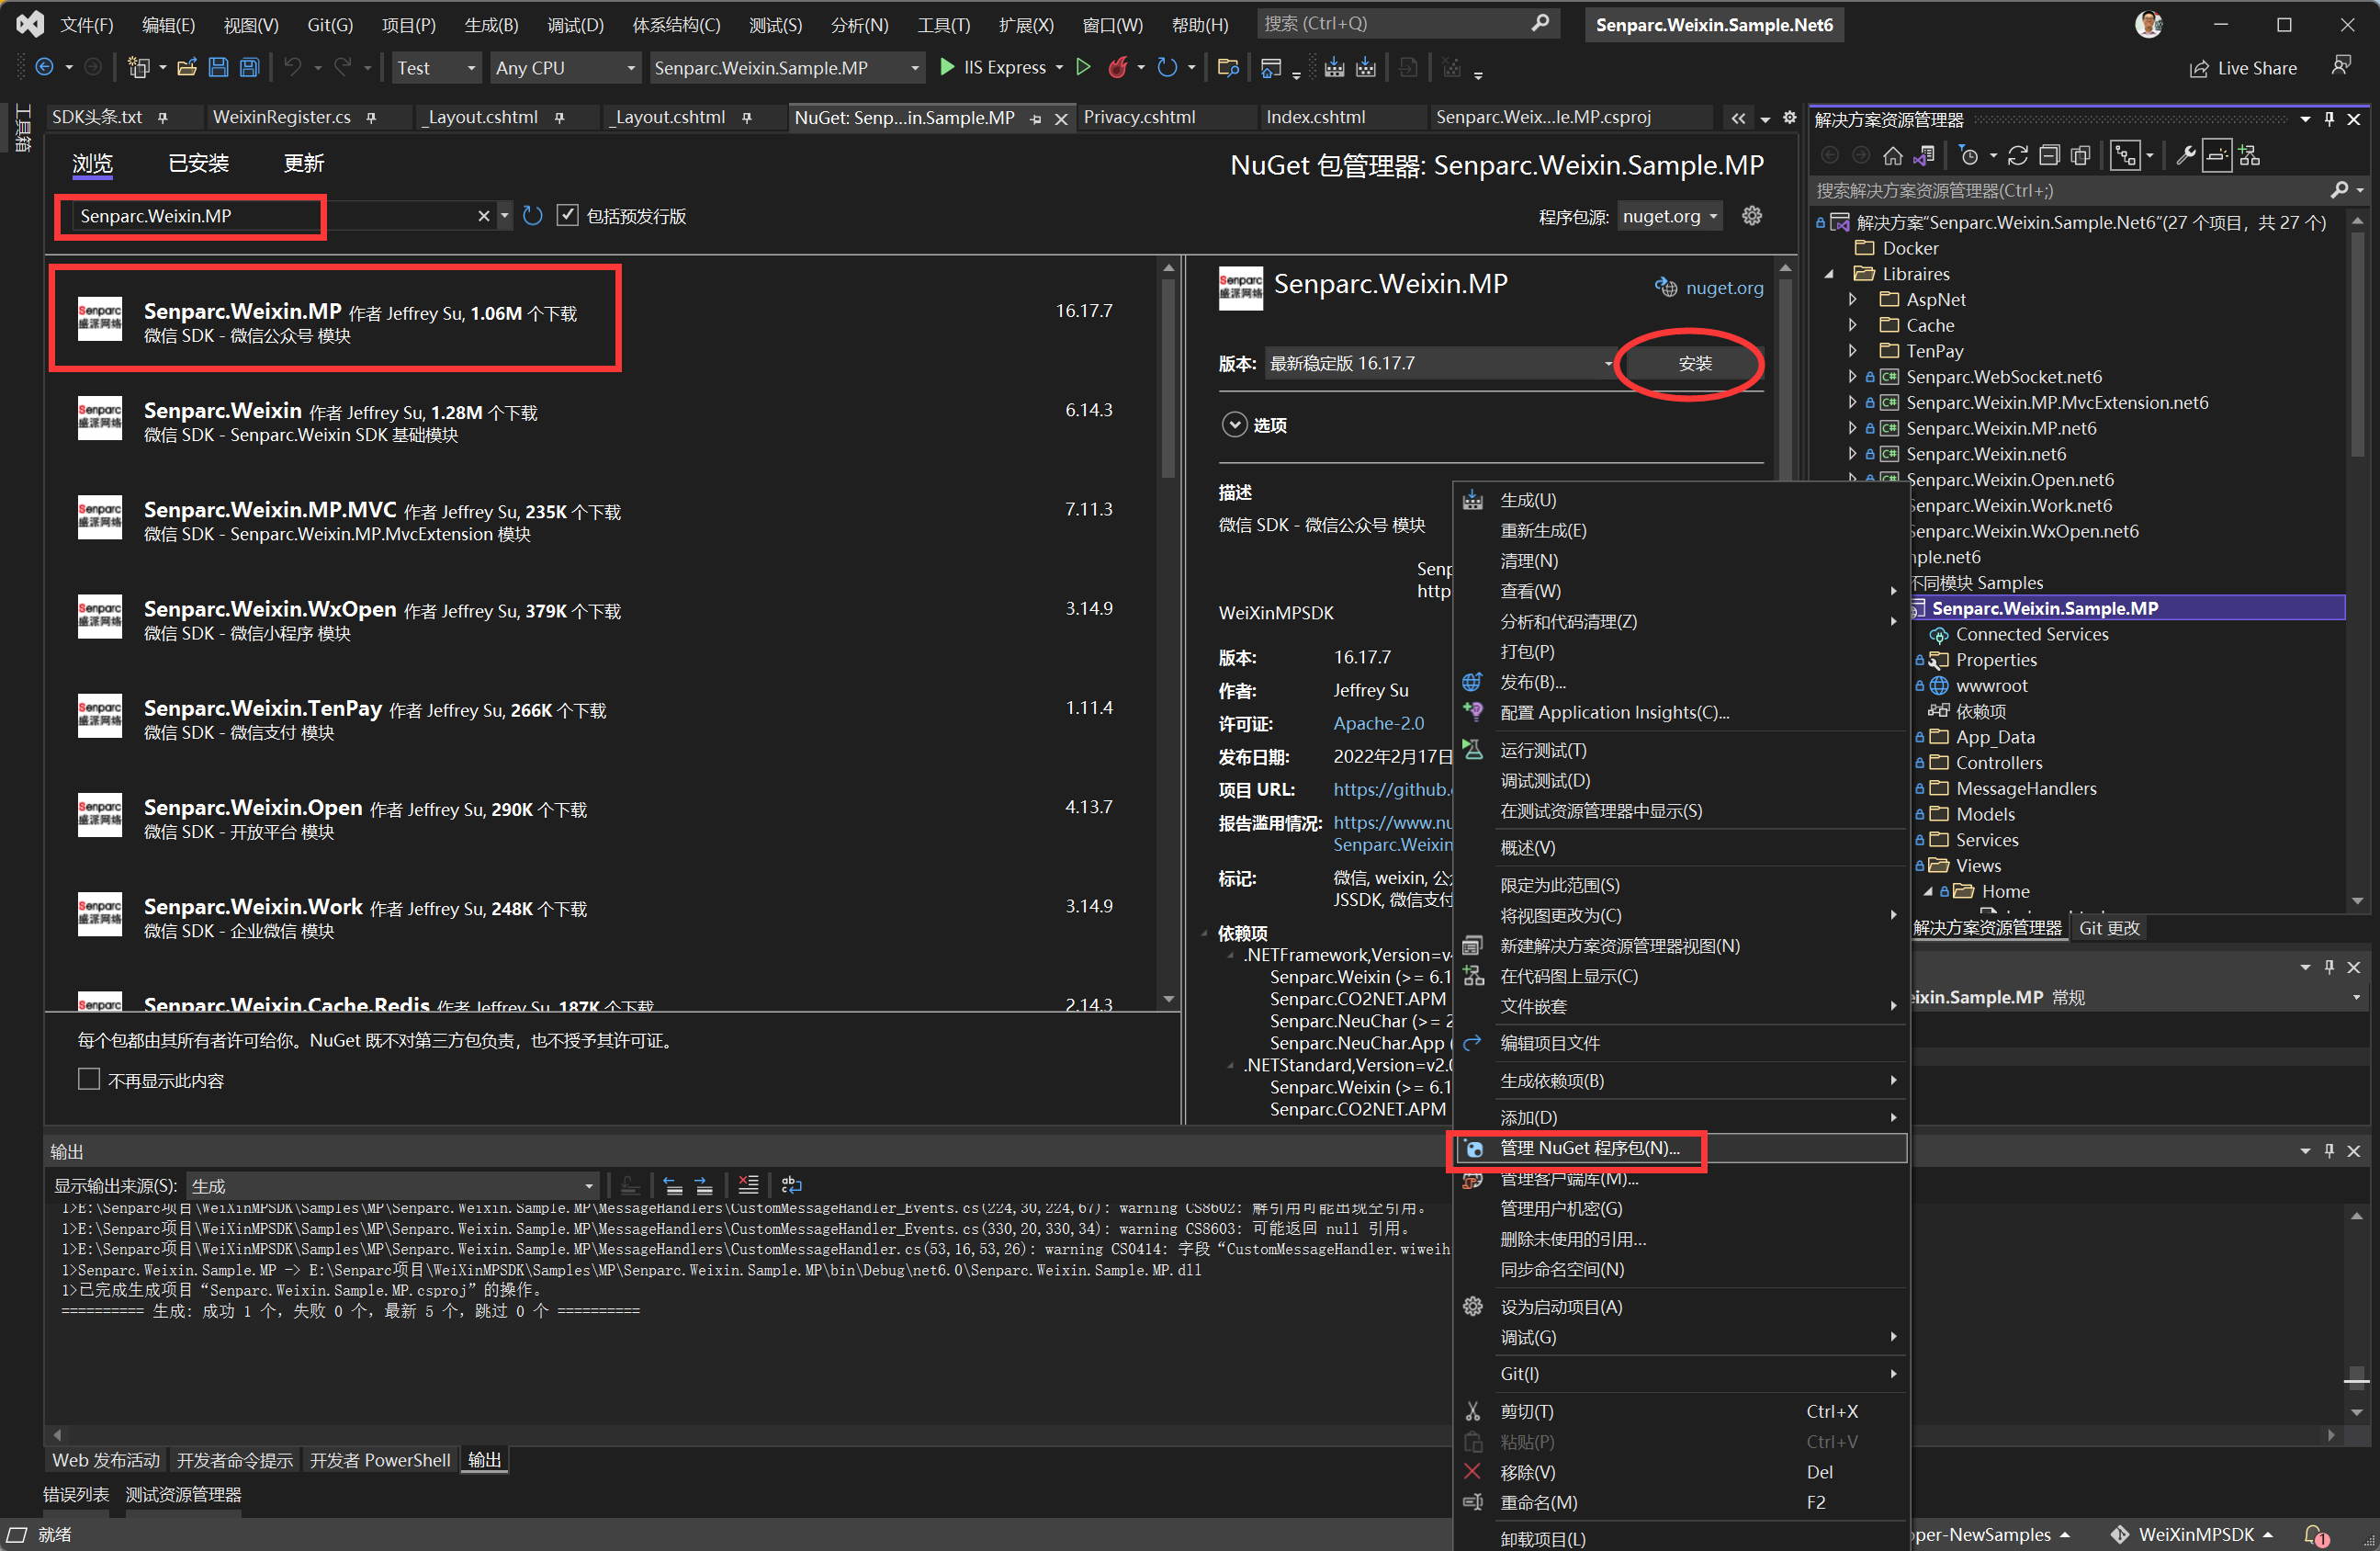 文件(F) 编辑(E) 视图(V) Git(G) 项目(P) 生成(B) 调试(D) 体系结构(C) 测试(S) 分析(N) 工具(T) 扩展(X) 窗口(W) 帮助(H) 搜索 (Ctrl+Q) Senparc.Weixin.Sample.Net6
Test Any CPU Senparc.Weixin.Sample.MP IIS Express Live Share
工具箱
SDK头条.txt WeixinRegister.cs _Layout.cshtml _Layout.cshtml NuGet: Senp...in.Sample.MP Privacy.cshtml Index.cshtml Senparc.Weix...le.MP.csproj
浏览 已安装 更新
NuGet 包管理器: Senparc.Weixin.Sample.MP
Senparc.Weixin.MP
包括预发行版
程序包源: nuget.org
Senparc.Weixin.MP 作者 Jeffrey Su, 1.06M 个下载 16.17.7
微信 SDK - 微信公众号 模块
Senparc.Weixin 作者 Jeffrey Su, 1.28M 个下载 6.14.3
微信 SDK - Senparc.Weixin SDK 基础模块
Senparc.Weixin.MP.MVC 作者 Jeffrey Su, 235K 个下载 7.11.3
微信 SDK - Senparc.Weixin.MP.MvcExtension 模块
Senparc.Weixin.WxOpen 作者 Jeffrey Su, 379K 个下载 3.14.9
微信 SDK - 微信小程序 模块
Senparc.Weixin.TenPay 作者 Jeffrey Su, 266K 个下载 1.11.4
微信 SDK - 微信支付 模块
Senparc.Weixin.Open 作者 Jeffrey Su, 290K 个下载 4.13.7
微信 SDK - 开放平台 模块
Senparc.Weixin.Work 作者 Jeffrey Su, 248K 个下载 3.14.9
微信 SDK - 企业微信 模块
Senparc.Weixin.Cache.Redis 作者 Jeffrey Su, 187K 个下载 2.14.3
每个包都由其所有者许可给你。NuGet 既不对第三方包负责，也不授予其许可证。
不再显示此内容
Senparc
盛派网络
Senparc.Weixin.MP
nuget.org
版本: 最新稳定版 16.17.7 安装
选项
描述
微信 SDK - 微信公众号 模块
Senp
http
WeiXinMPSDK
版本: 16.17.7
作者: Jeffrey Su
许可证: Apache-2.0
发布日期: 2022年2月17日
项目 URL: https://github.
报告滥用情况: https://www.nu
Senparc.Weixin
标记: 微信, weixin, 公
JSSDK, 微信支付
依赖项
.NETFramework,Version=v
Senparc.Weixin (>= 6.1
Senparc.CO2NET.APM
Senparc.NeuChar (>= 2
Senparc.NeuChar.App (
.NETStandard,Version=v2.0
Senparc.Weixin (>= 6.1
Senparc.CO2NET.APM
生成(U)
重新生成(E)
清理(N)
查看(W)
分析和代码清理(Z)
打包(P)
发布(B)...
配置 Application Insights(C)...
运行测试(T)
调试测试(D)
在测试资源管理器中显示(S)
概述(V)
限定为此范围(S)
将视图更改为(C)
新建解决方案资源管理器视图(N)
在代码图上显示(C)
文件嵌套
编辑项目文件
生成依赖项(B)
添加(D)
管理 NuGet 程序包(N)...
管理客户端库(M)...
管理用户机密(G)
删除未使用的引用...
同步命名空间(N)
设为启动项目(A)
调试(G)
Git(I)
剪切(T) Ctrl+X
粘贴(P) Ctrl+V
移除(V) Del
重命名(M) F2
卸载项目(L)
解决方案资源管理器
搜索解决方案资源管理器(Ctrl+;)
解决方案“Senparc.Weixin.Sample.Net6”(27 个项目，共 27 个)
Docker
Libraires
AspNet
Cache
TenPay
Senparc.WebSocket.net6
Senparc.Weixin.MP.MvcExtension.net6
Senparc.Weixin.MP.net6
Senparc.Weixin.net6
Senparc.Weixin.Open.net6
Senparc.Weixin.Work.net6
Senparc.Weixin.WxOpen.net6
mple.net6
不同模块 Samples
Senparc.Weixin.Sample.MP
Connected Services
Properties
wwwroot
依赖项
App_Data
Controllers
MessageHandlers
Models
Services
Views
Home
解决方案资源管理器 Git 更改
eixin.Sample.MP 常规
输出
显示输出来源(S): 生成
1>E:\Senparc项目\WeiXinMPSDK\Samples\MP\Senparc.Weixin.Sample.MP\MessageHandlers\CustomMessageHandler_Events.cs(224,30,224,67): warning CS8602: 解引用可能出现空引用。
1>E:\Senparc项目\WeiXinMPSDK\Samples\MP\Senparc.Weixin.Sample.MP\MessageHandlers\CustomMessageHandler_Events.cs(330,20,330,34): warning CS8603: 可能返回 null 引用。
1>E:\Senparc项目\WeiXinMPSDK\Samples\MP\Senparc.Weixin.Sample.MP\MessageHandlers\CustomMessageHandler.cs(53,16,53,26): warning CS0414: 字段“CustomMessageHandler.wiweih
1>Senparc.Weixin.Sample.MP -> E:\Senparc项目\WeiXinMPSDK\Samples\MP\Senparc.Weixin.Sample.MP\bin\Debug\net6.0\Senparc.Weixin.Sample.MP.dll
1>已完成生成项目“Senparc.Weixin.Sample.MP.csproj”的操作。
========== 生成: 成功 1 个，失败 0 个，最新 5 个，跳过 0 个 ==========
Web 发布活动 开发者命令提示 开发者 PowerShell 输出
错误列表 测试资源管理器
就绪
oper-NewSamples WeiXinMPSDK 1